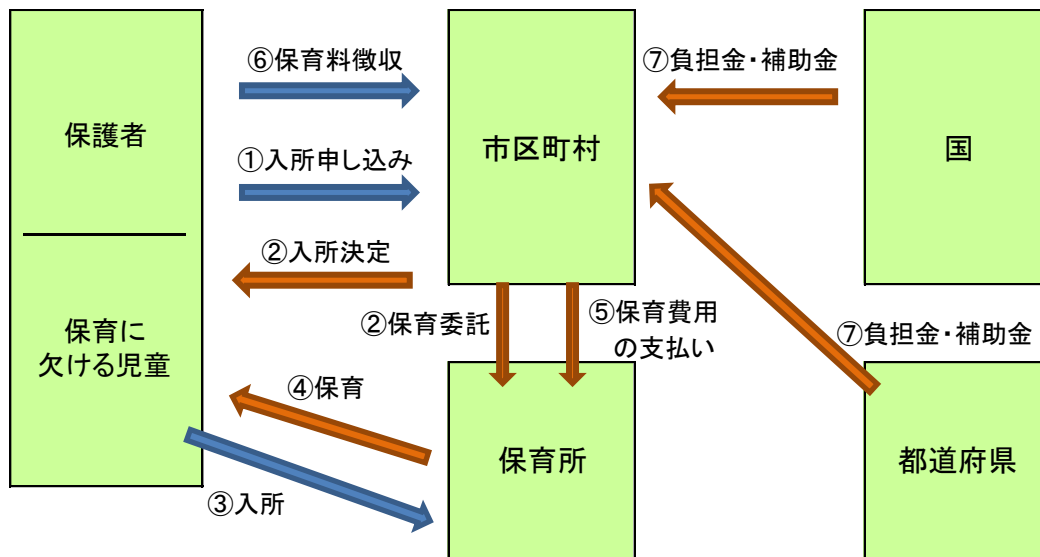 ⑥保育料徴収
⑦負担金・補助金
保護者
市区町村
国
①入所申し込み
②入所決定
②保育委託
⑤保育費用
の支払い
⑦負担金・補助金
保育に
欠ける児童
④保育
保育所
都道府県
③入所